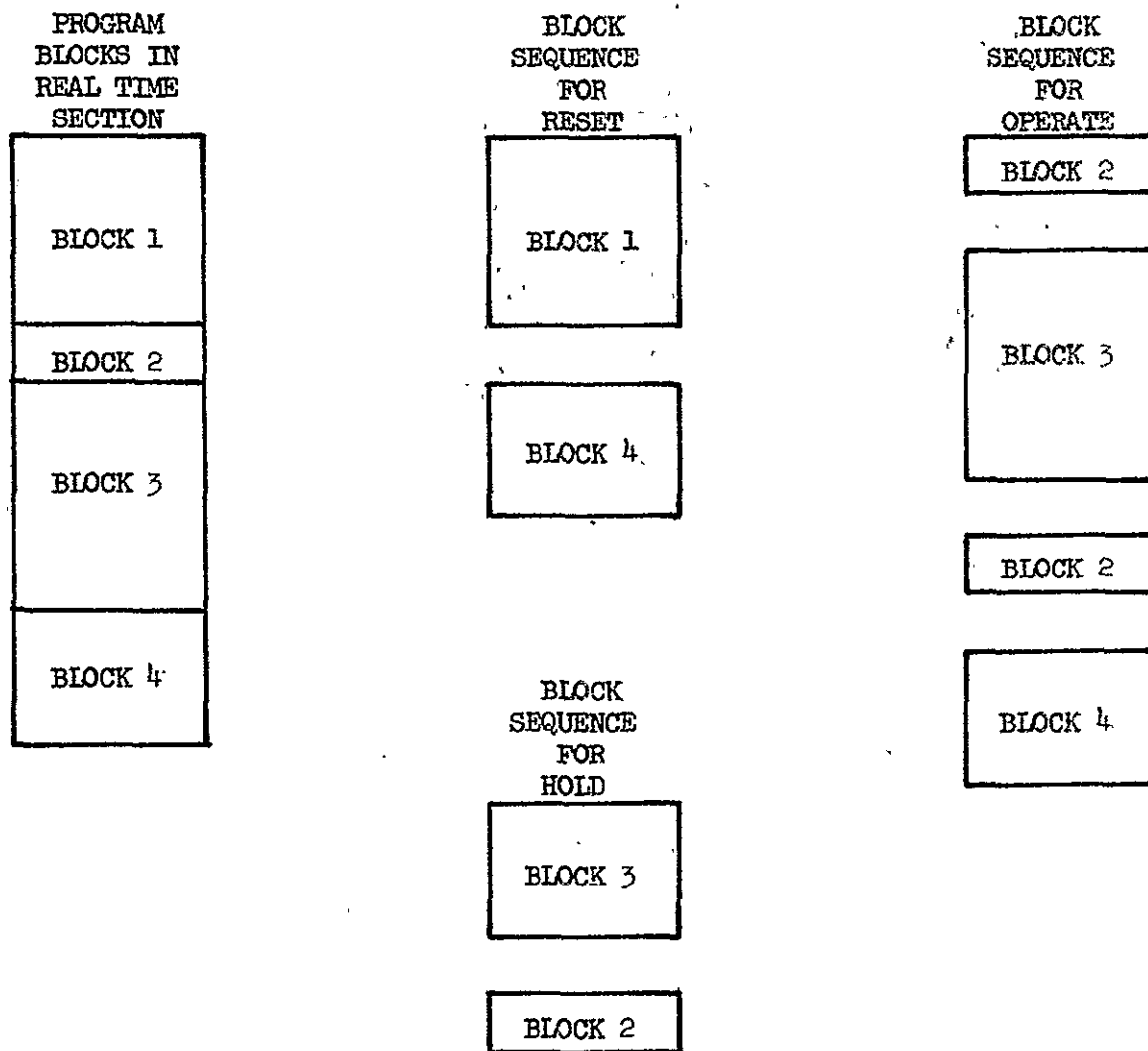 PROGRAM
BLOCKS IN
REAL TIME
SECTION
BLOCK 1
BLOCK 2
BLOCK 3
BLOCK 4
BLOCK
SEQUENCE
FOR
RESET
BLOCK 1
BLOCK 4
BLOCK
SEQUENCE
FOR
HOLD
BLOCK 3
BLOCK 2
BLOCK
SEQUENCE
FOR
OPERATE
BLOCK 2
BLOCK 3
BLOCK 2
BLOCK 4